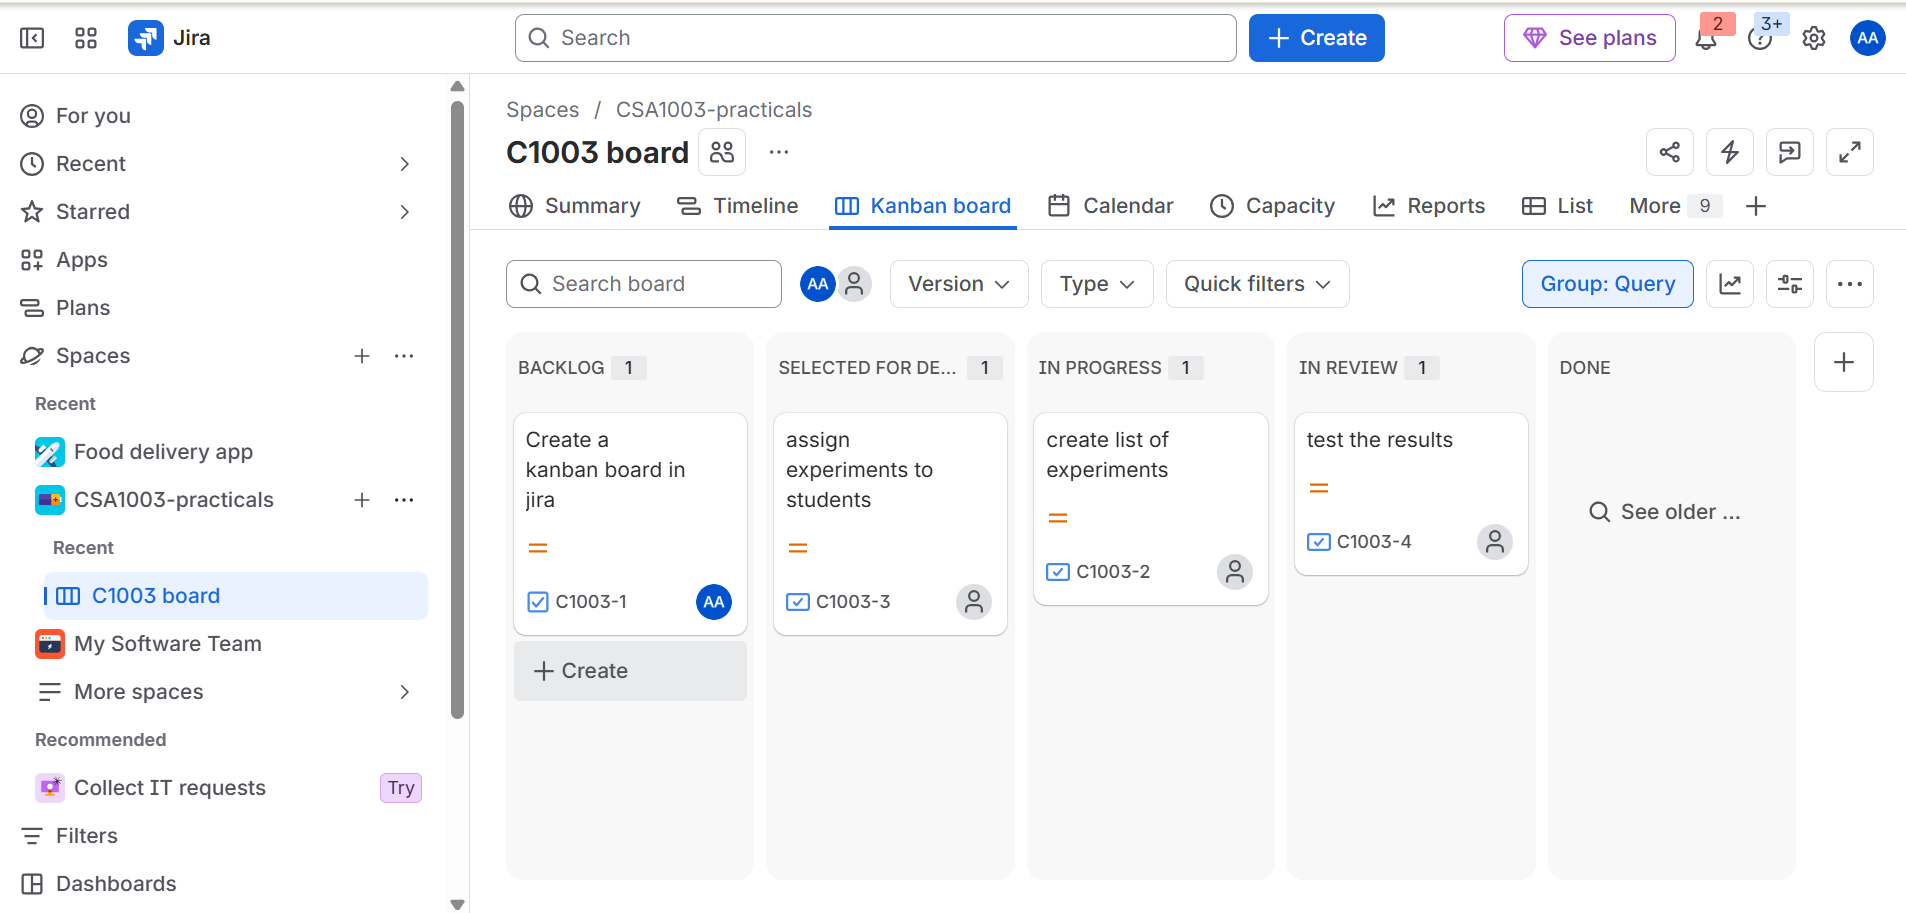 Jira
Search
Create
See plans
2
3+
AA
For you
Recent
Starred
Apps
Plans
Spaces
Recent
Food delivery app
CSA1003-practicals
Recent
C1003 board
My Software Team
More spaces
Recommended
Collect IT requests
Try
Filters
Dashboards
Spaces / CSA1003-practicals
C1003 board
Summary
Timeline
Kanban board
Calendar
Capacity
Reports
List
More 9
Search board
AA
Version
Type
Quick filters
Group: Query
BACKLOG 1
Create a
kanban board in
jira
C1003-1
AA
Create
SELECTED FOR DE... 1
assign
experiments to
students
C1003-3
IN PROGRESS 1
create list of
experiments
C1003-2
IN REVIEW 1
test the results
C1003-4
DONE
See older ...